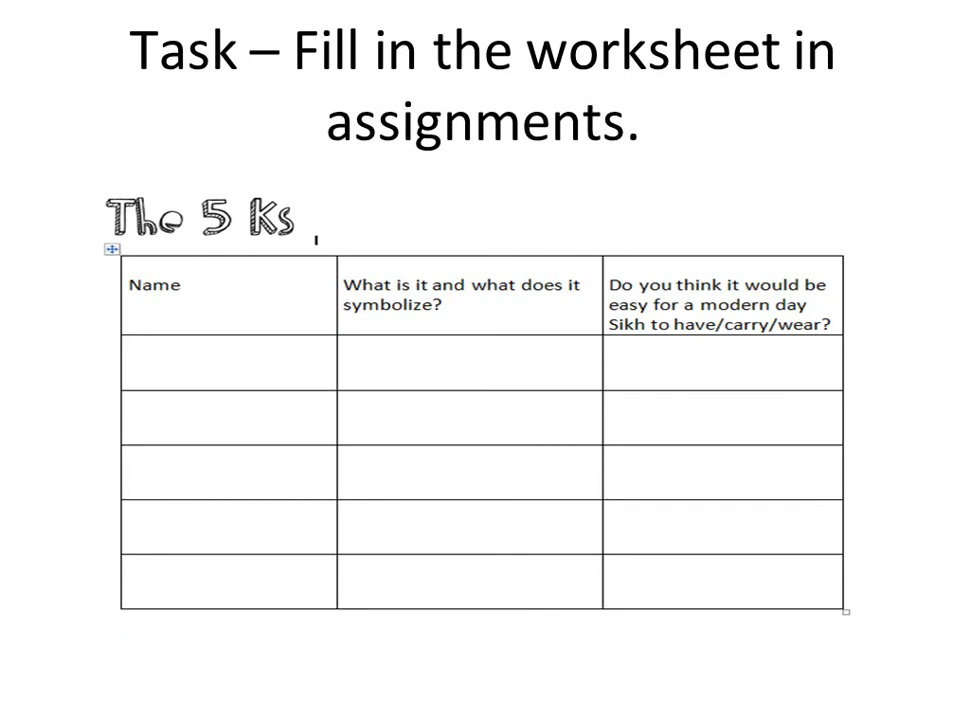 Task – Fill in the worksheet in
assignments.
The 5 Ks
Name
What is it and what does it
symbolize?
Do you think it would be
easy for a modern day
Sikh to have/carry/wear?